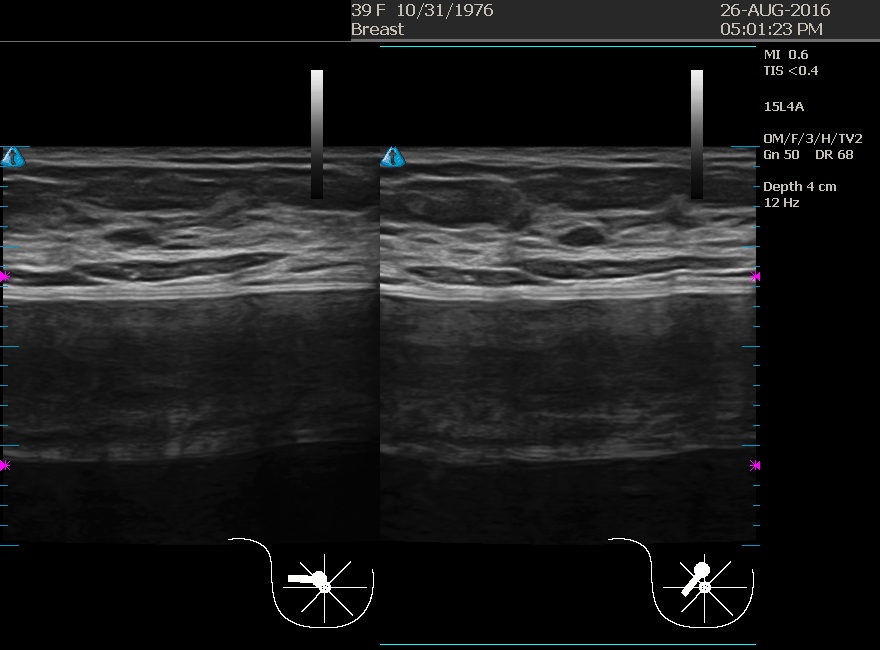 39 F 10/31/1976 26-AUG-2016
Breast 05:01:23 PM
MI 0.6
TIS <0.4
15L4A
OM/F/3/H/TV2
Gn 50 DR 68
Depth 4 cm
12 Hz